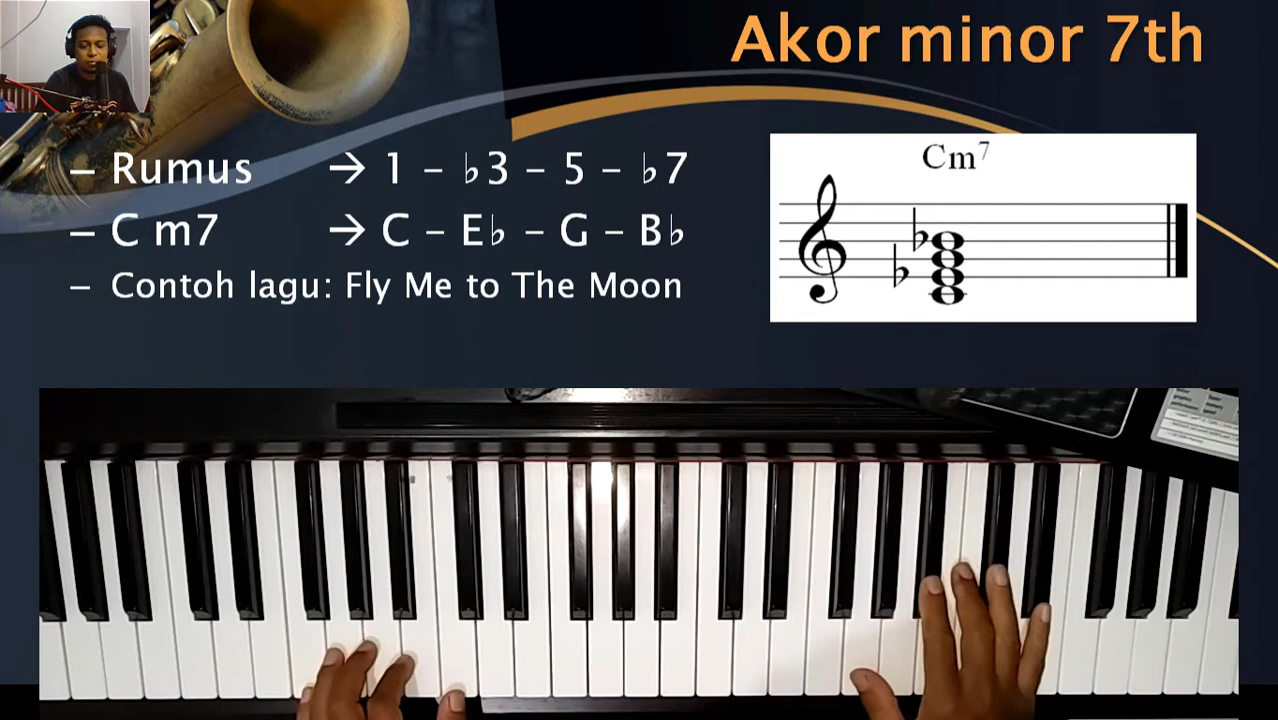 Akor minor 7th
– Rumus → 1 – ♭3 – 5 – ♭7
– C m7 → C – E♭ – G – B♭
– Contoh lagu: Fly Me to The Moon
Cm⁷